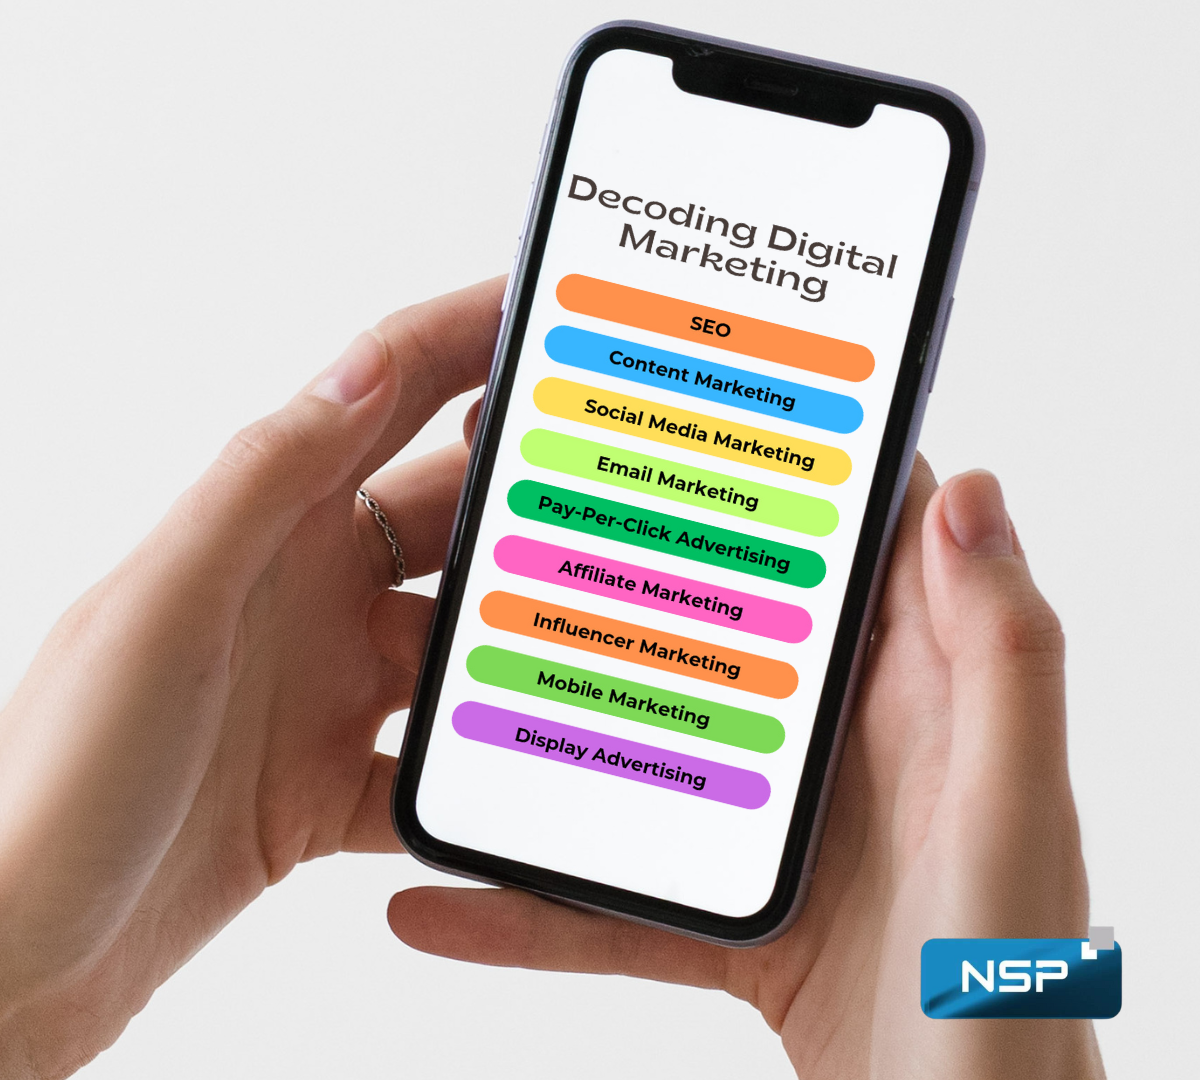 Decoding Digital
Marketing
SEO
Content Marketing
Social Media Marketing
Email Marketing
Pay-Per-Click Advertising
Affiliate Marketing
Influencer Marketing
Mobile Marketing
Display Advertising
NSP